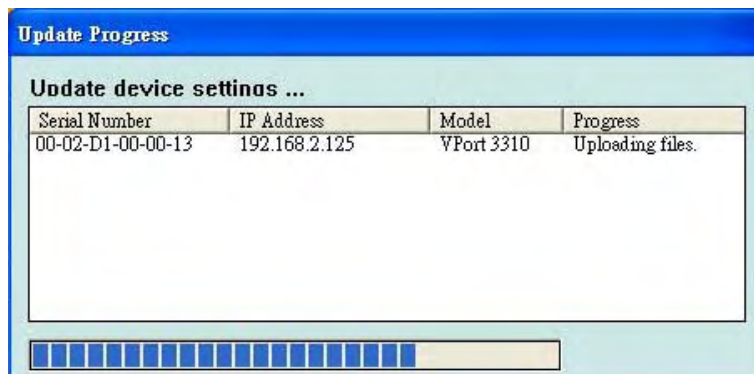 Update Progress
Update device settings ...
Serial Number IP Address Model Progress
00-02-D1-00-00-13 192.168.2.125 VPort 3310 Uploading files.